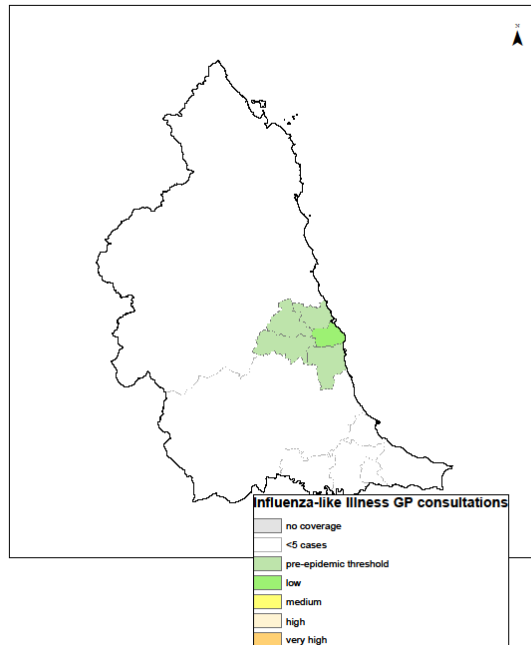 Influenza-like Illness GP consultations
no coverage
<5 cases
pre-epidemic threshold
low
medium
high
very high